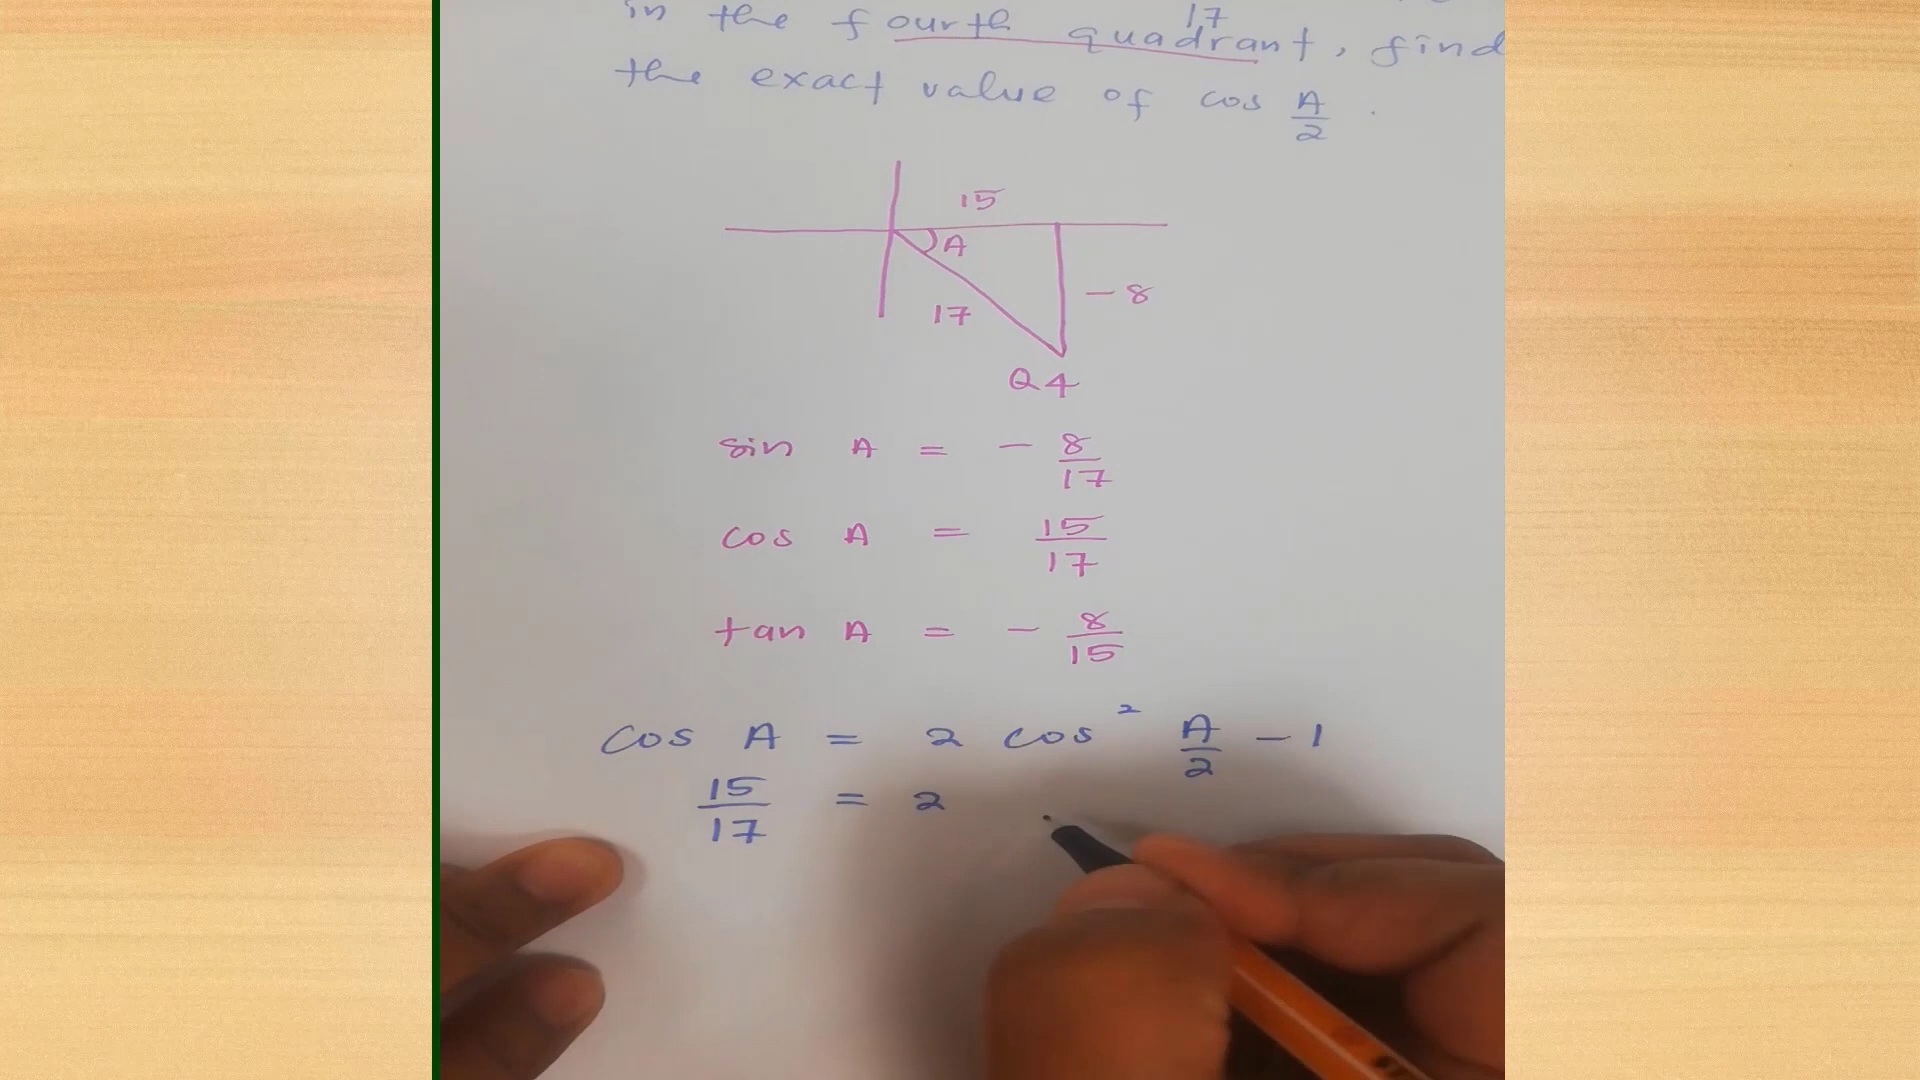 in the fourth quadrant, find
17
the exact value of cos A/2.
15
A
-8
17
Q4
sin A = - 8/17
cos A = 15/17
tan A = - 8/15
cos A = 2 cos² A/2 - 1
15/17 = 2